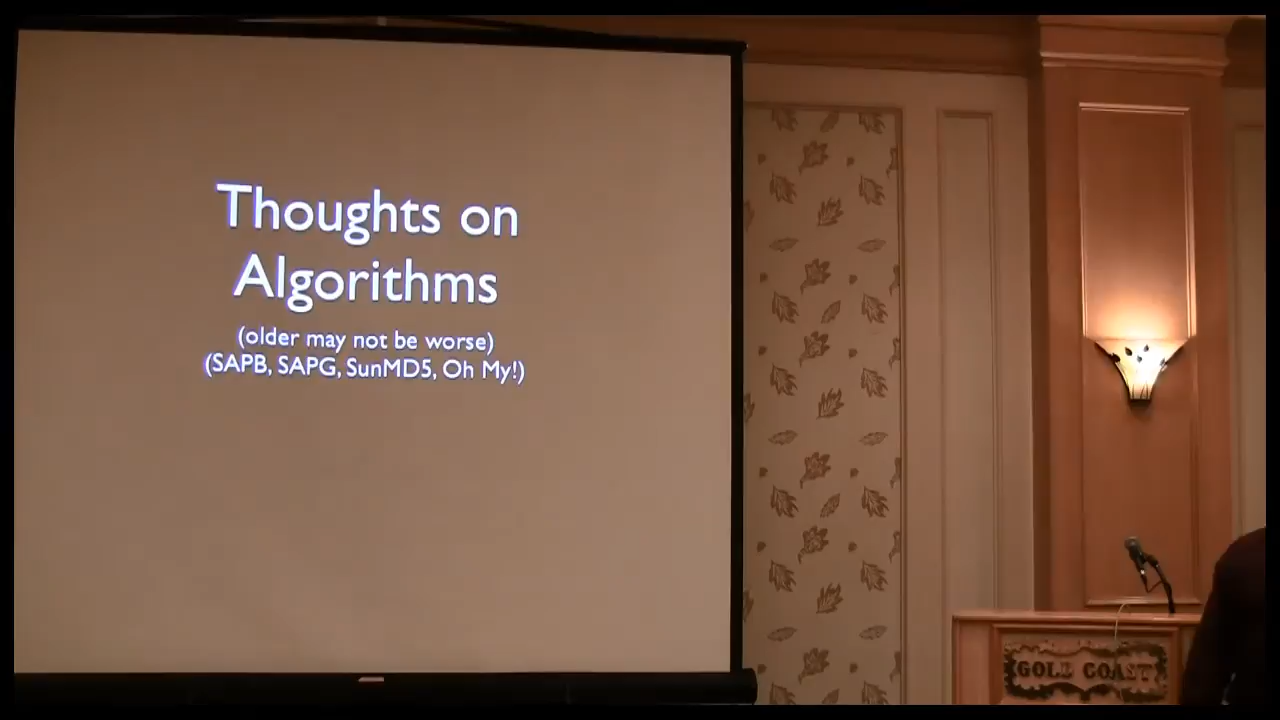 Thoughts on
Algorithms
(older may not be worse)
(SAPB, SAPG, SunMD5, Oh My!)
GOLD COAST